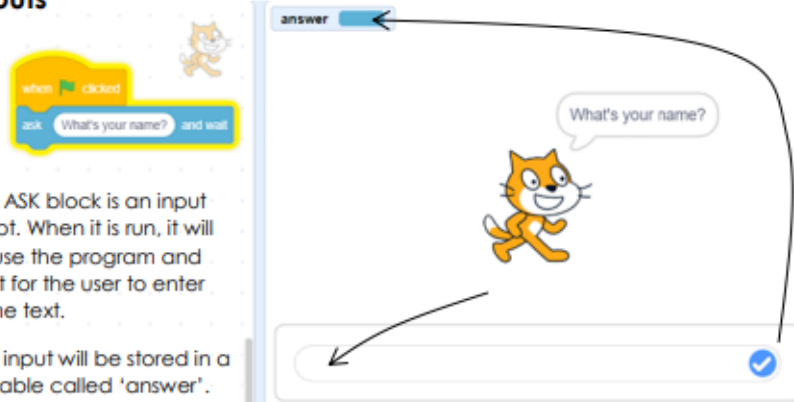 when clicked
ask What's your name? and wait
ASK block is an input
When it is run, it will
the program and
for the user to enter
text.
input will be stored in a
called 'answer'.
answer
What's your name?